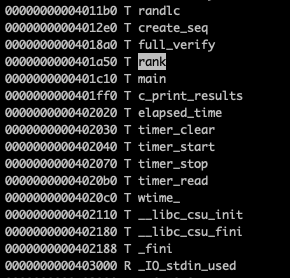 00000000004011b0 T randlc
00000000004012e0 T create_seq
00000000004018a0 T full_verify
0000000000401a50 T rank
0000000000401c10 T main
0000000000401ff0 T c_print_results
0000000000402020 T elapsed_time
0000000000402030 T timer_clear
0000000000402040 T timer_start
0000000000402070 T timer_stop
00000000004020b0 T timer_read
00000000004020c0 T wtime_
0000000000402110 T __libc_csu_init
0000000000402180 T __libc_csu_fini
0000000000402188 T _fini
0000000000403000 R _IO_stdin_used